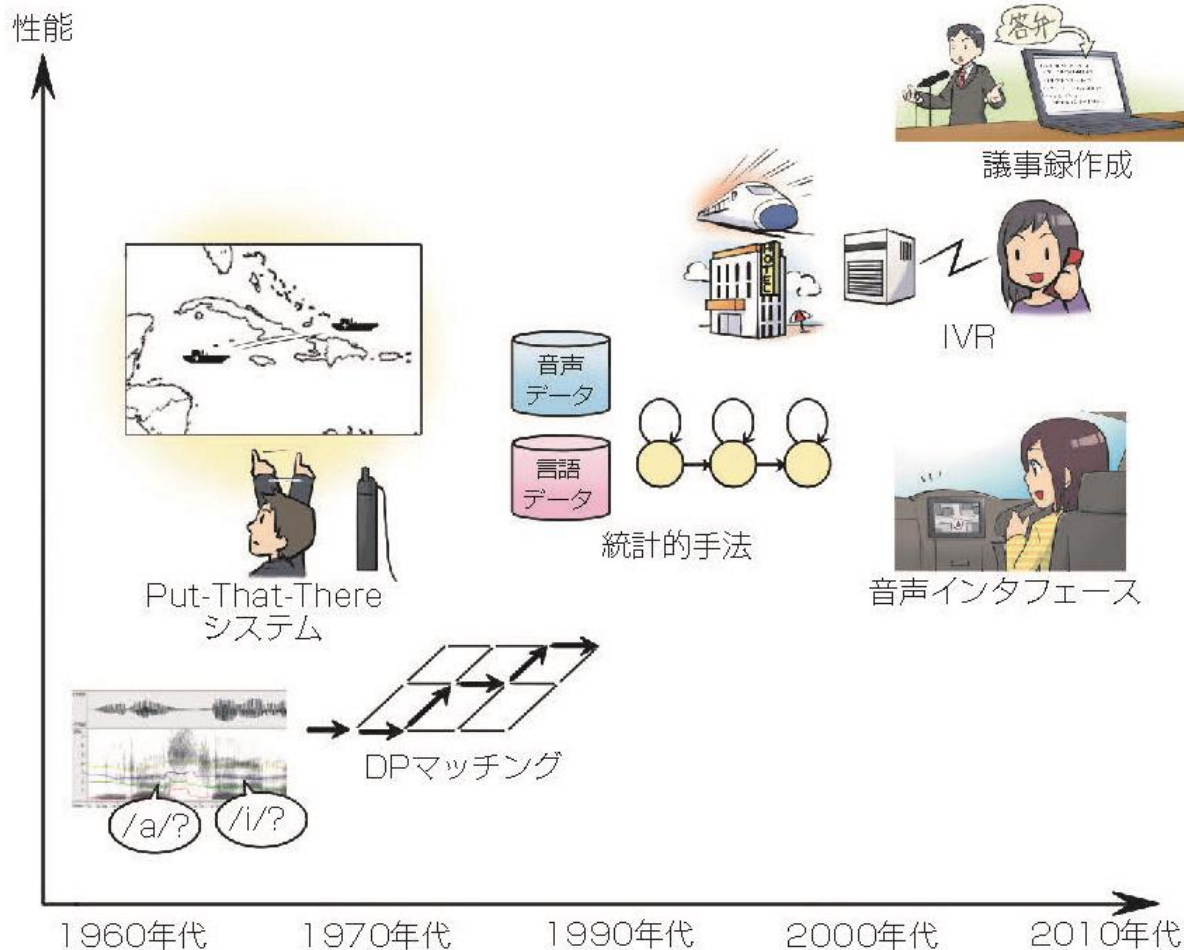 性能
答弁
議事録作成
HOTEL
IVR
音声
データ
言語
データ
統計的手法
音声インタフェース
Put-That-There
システム
DPマッチング
/a/?
/i/?
1960年代
1970年代
1990年代
2000年代
2010年代